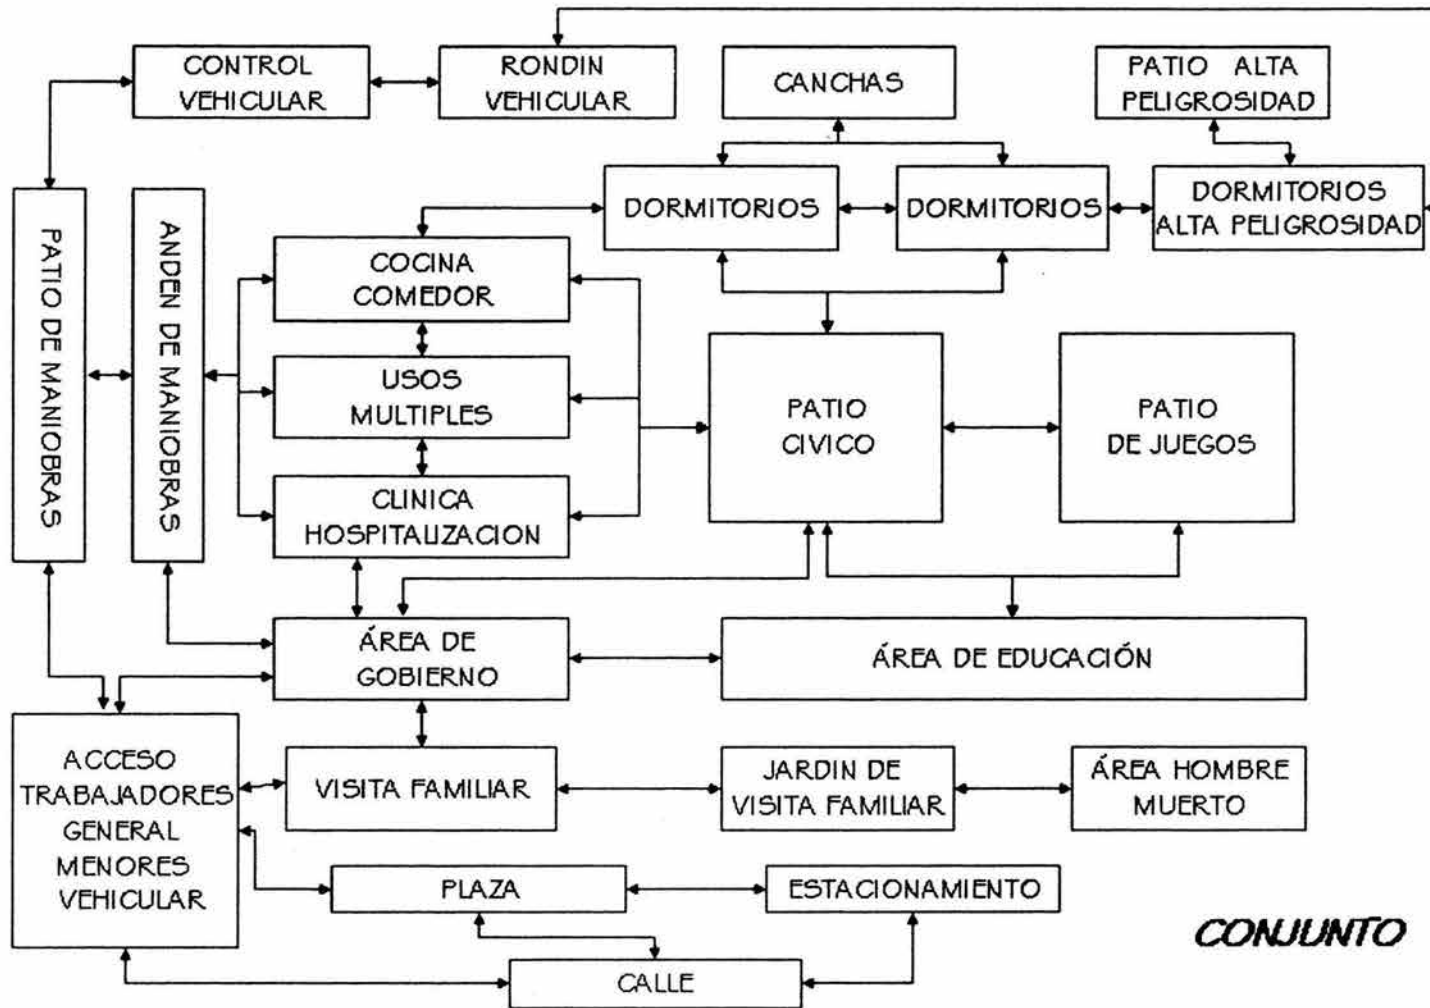 CONTROL
VEHICULAR
RONDIN
VEHICULAR
CANCHAS
PATIO ALTA
PELIGROSIDAD
DORMITORIOS
DORMITORIOS
DORMITORIOS
ALTA PELIGROSIDAD
PATIO DE MANIOBRAS
ANDEN DE MANIOBRAS
COCINA
COMEDOR
USOS
MULTIPLES
CLINICA
HOSPITALIZACION
PATIO
CIVICO
PATIO
DE JUEGOS
ÁREA DE
GOBIERNO
ÁREA DE EDUCACIÓN
ACCESO
TRABAJADORES
GENERAL
MENORES
VEHICULAR
VISITA FAMILIAR
JARDIN DE
VISITA FAMILIAR
ÁREA HOMBRE
MUERTO
PLAZA
ESTACIONAMIENTO
CALLE
CONJUNTO